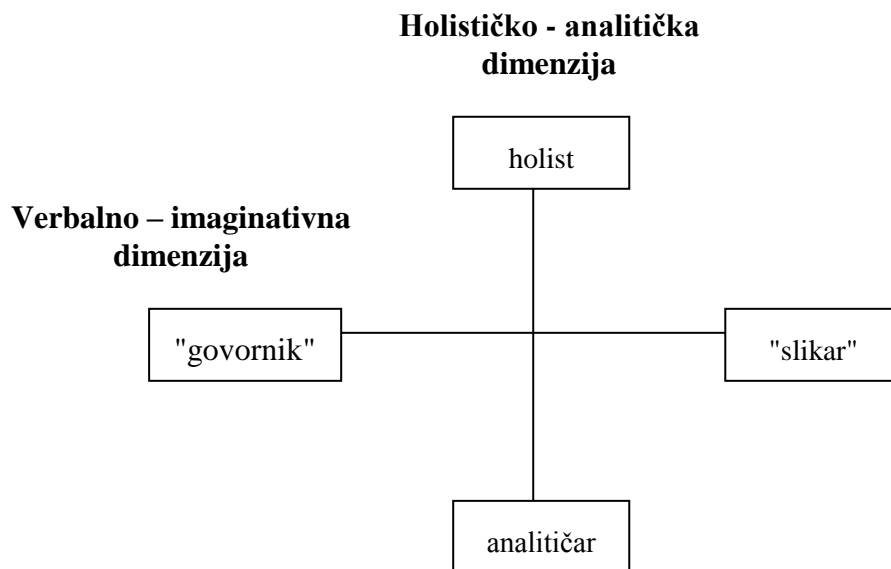 Holističko - analitička
dimenzija
holist
Verbalno – imaginativna
dimenzija
"govornik"
"slikar"
analitičar